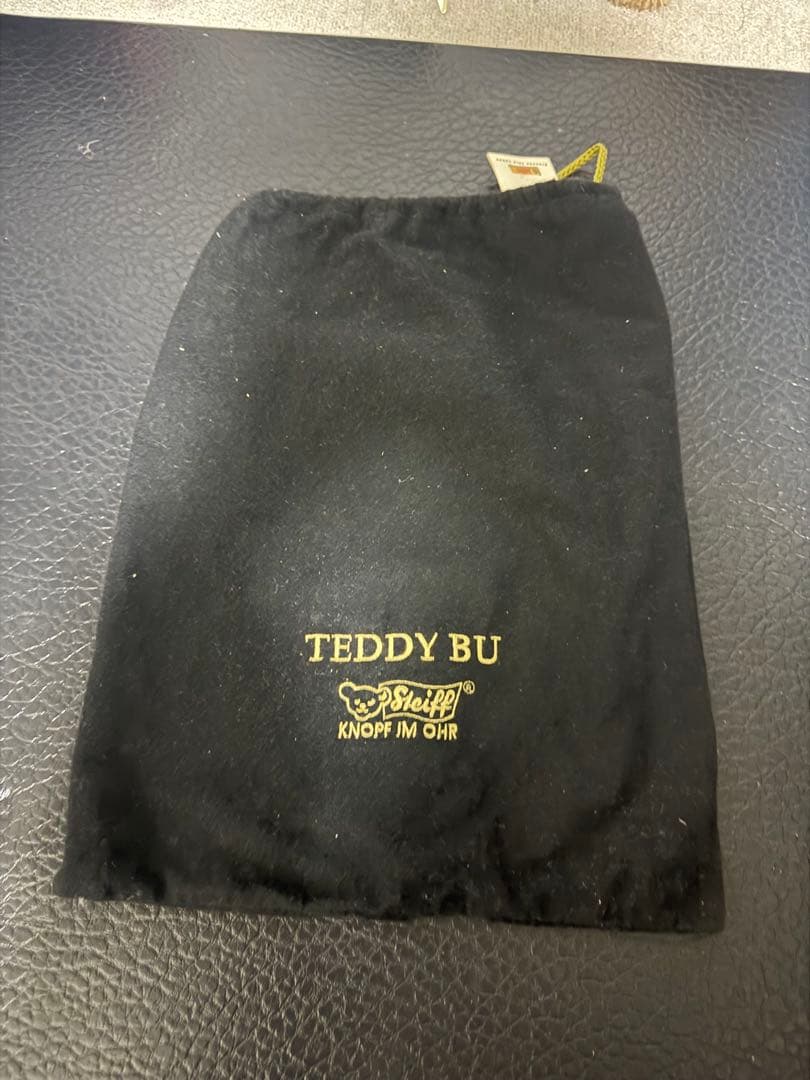 TEDDY BU
Steiff®
KNOPF IM OHR